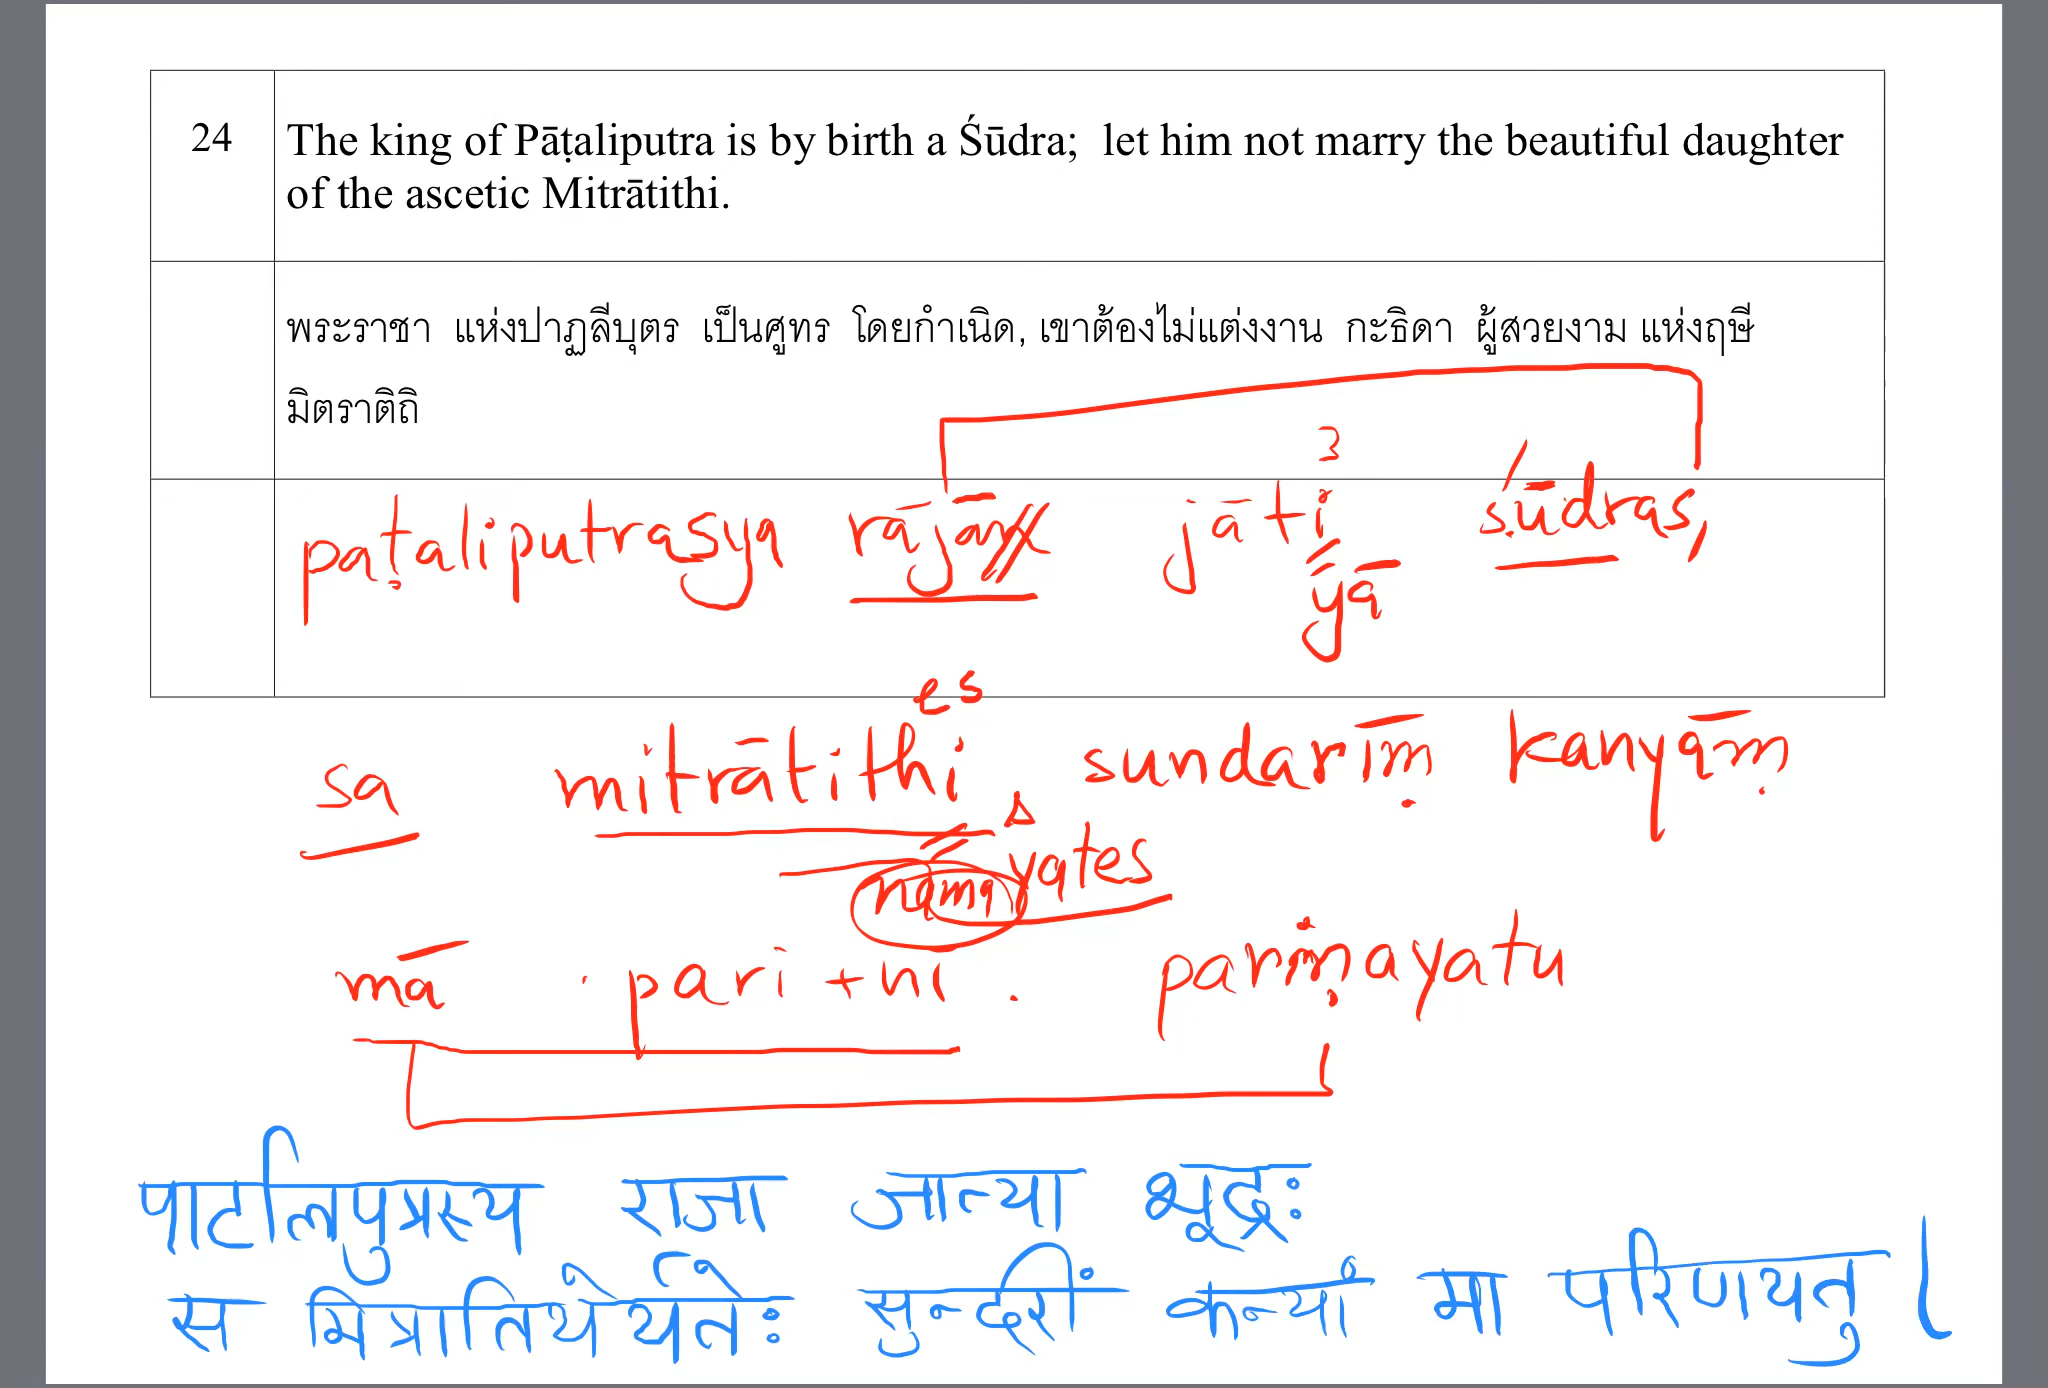 24 The king of Pāṭaliputra is by birth a Śūdra; let him not marry the beautiful daughter
of the ascetic Mitrātithi.
พระราชา แห่งปาฏลีบุตร เป็นศูทร โดยกำเนิด, เขาต้องไม่แต่งงาน กะธิดา ผู้สวยงาม แห่งฤษี
มิตราติถิ
3
paṭaliputrasya rājā jāti śūdras,
yā
es
sa mitrātithi sundarīṃ kanyāṃ
nama yates
mā pari + nī . pariṇayatu
पाटलिपुत्रस्य राजा जात्या शूद्रः
स मित्रातिथेर्यतेः सुन्दरीं कन्यां मा परिणयतु ।